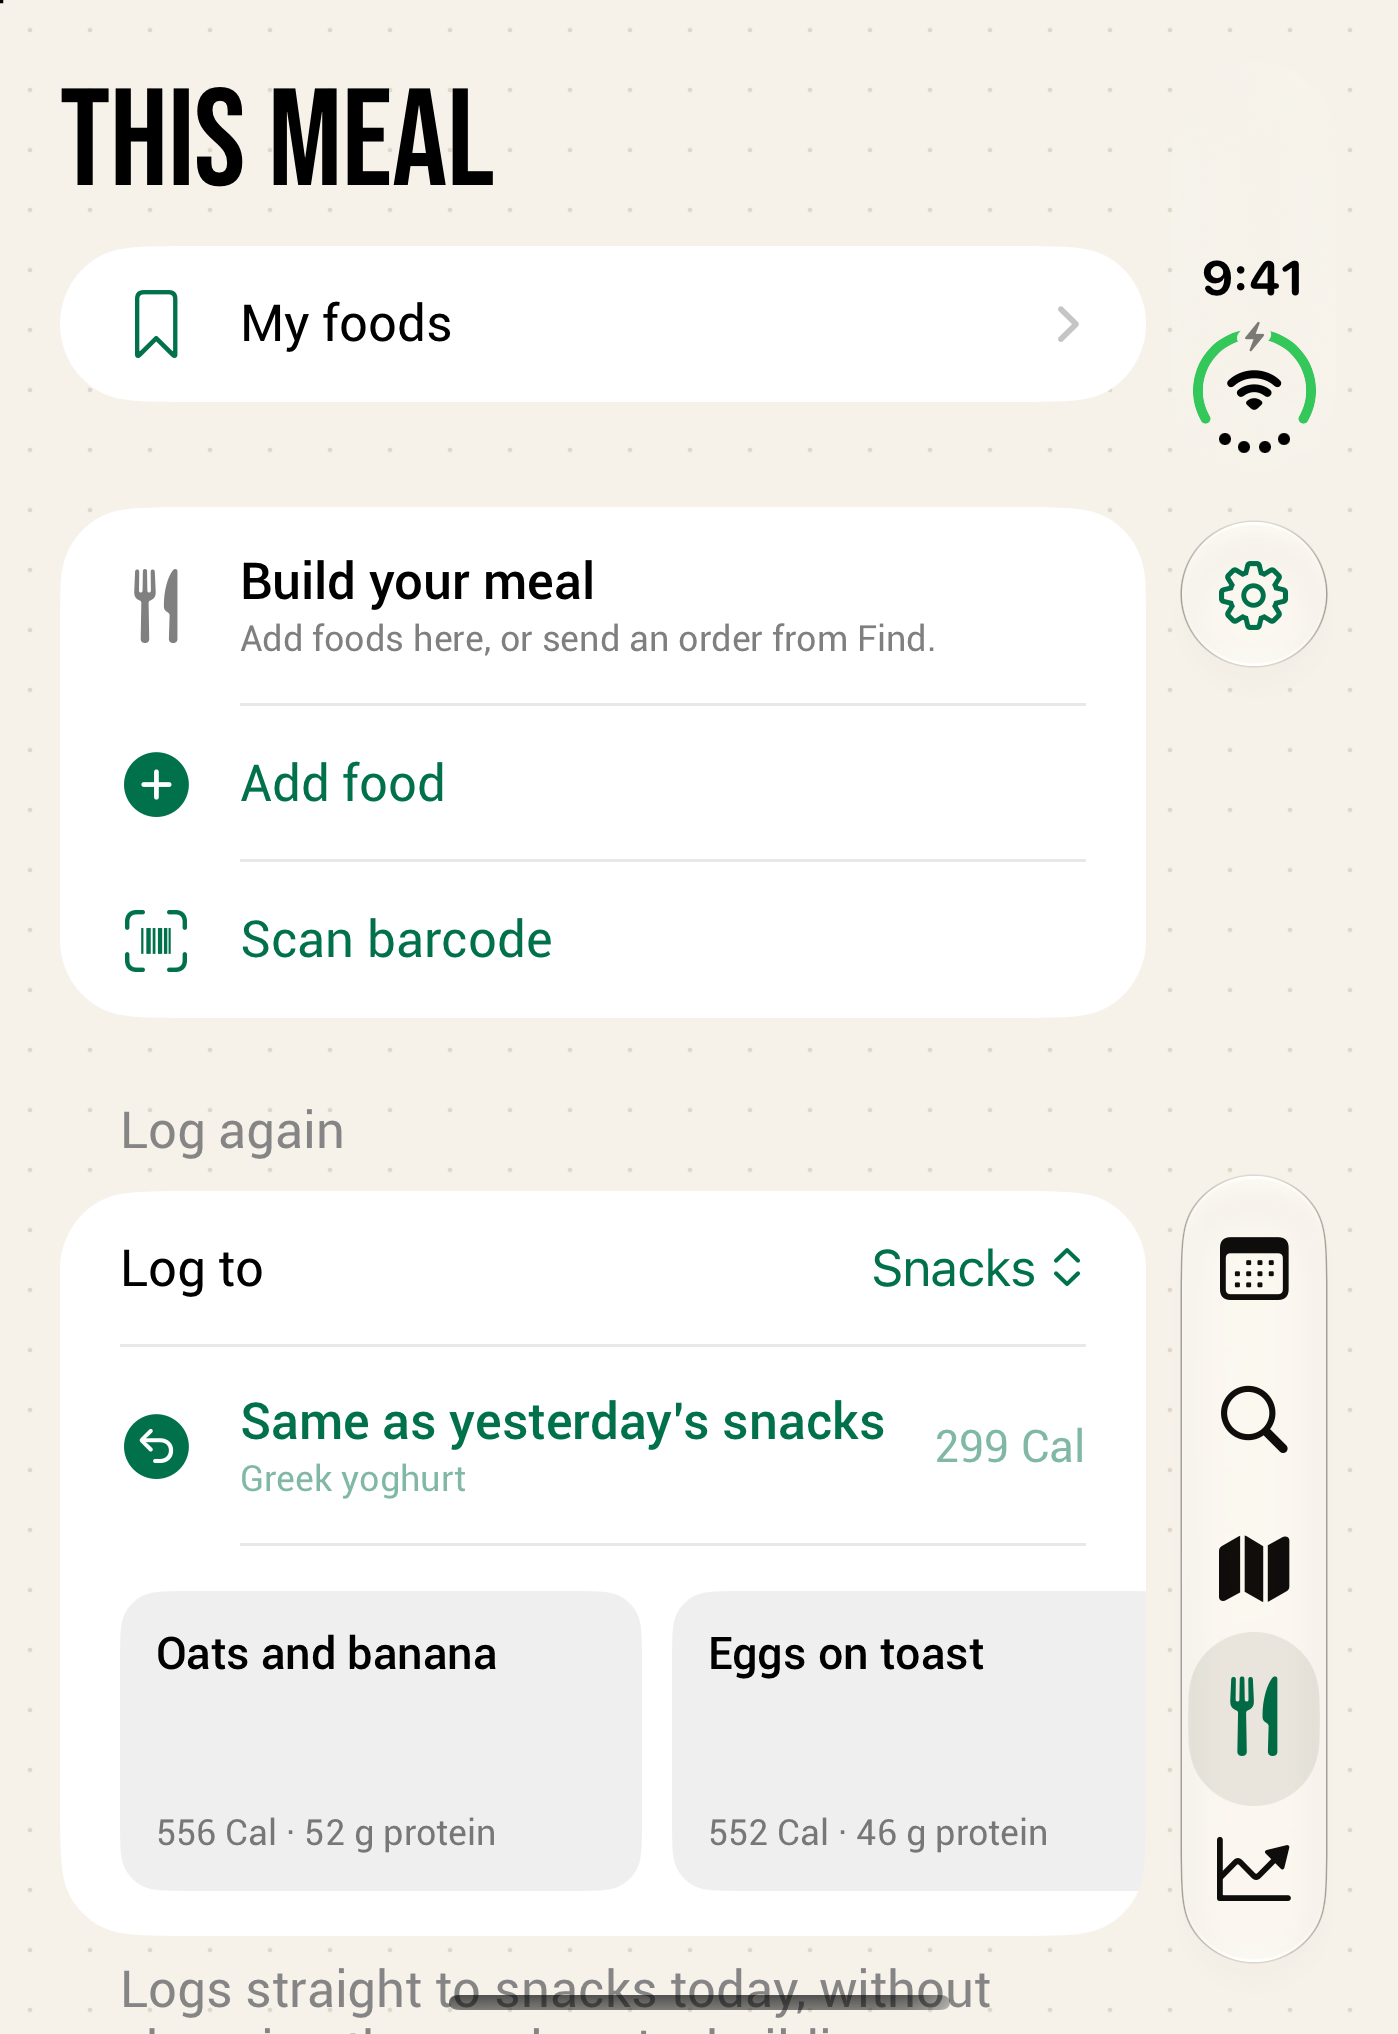 THIS MEAL
9:41
My foods
Build your meal
Add foods here, or send an order from Find.
Add food
Scan barcode
Log again
Log to
Snacks
Same as yesterday's snacks
299 Cal
Greek yoghurt
Oats and banana
556 Cal · 52 g protein
Eggs on toast
552 Cal · 46 g protein
Logs straight to snacks today, without